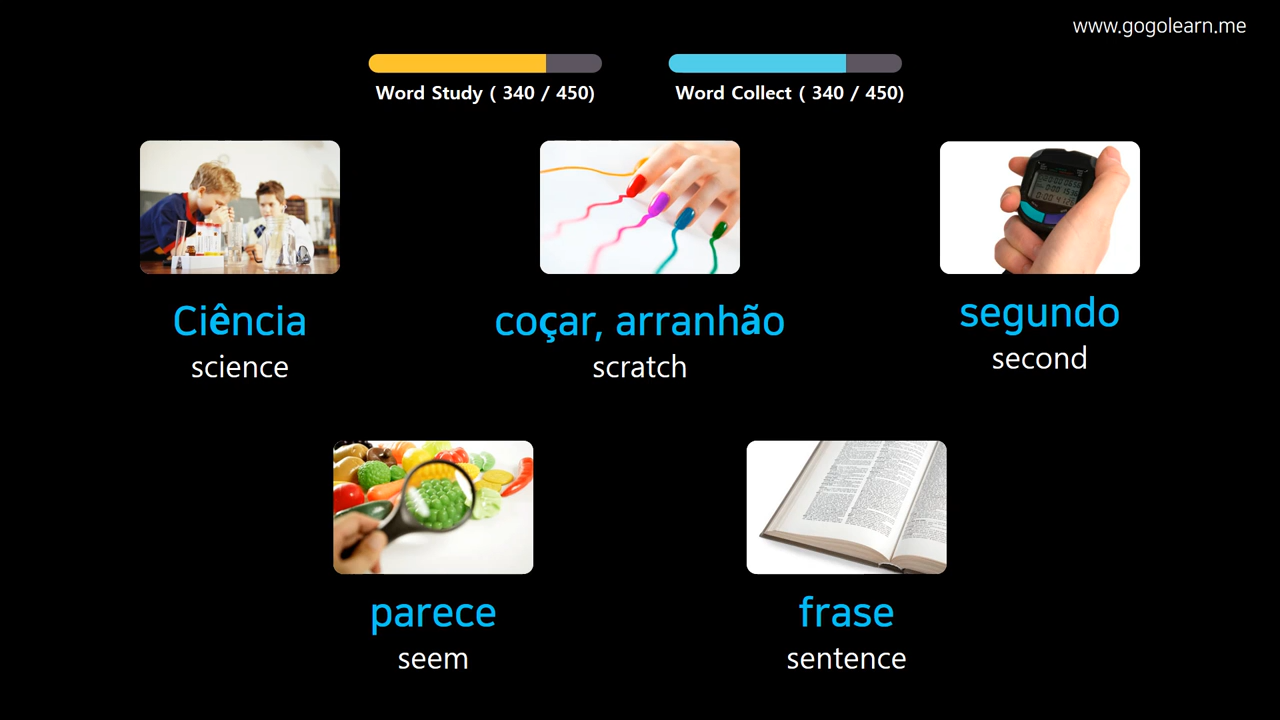 www.gogolearn.me
Word Study ( 340 / 450)
Word Collect ( 340 / 450)
Ciência
science
coçar, arranhão
scratch
segundo
second
parece
seem
frase
sentence